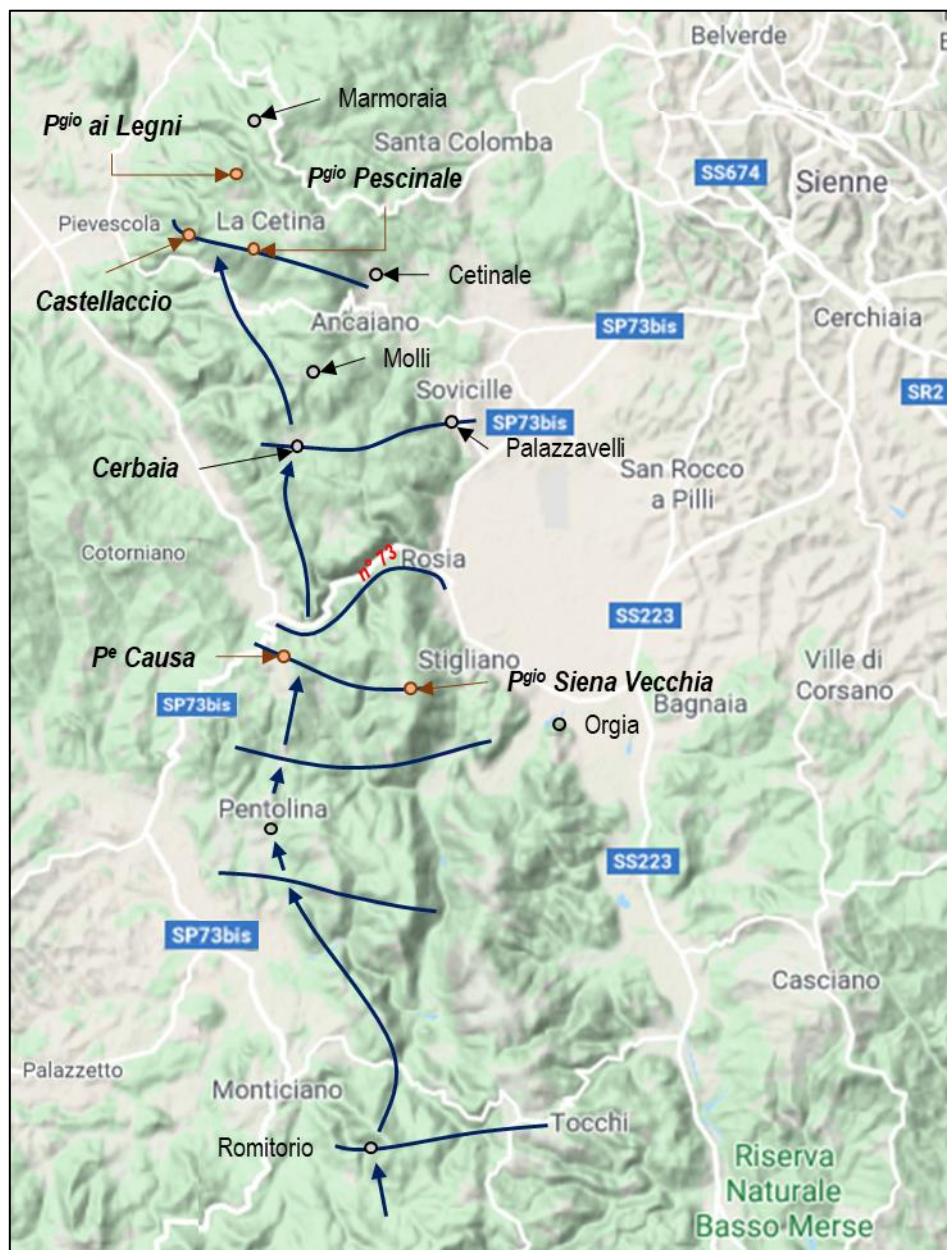 Belverde
E
Marmoraia
Pgio ai Legni
Santa Colomba
Pgio Pescinale
SS674
Sienne
Pievescola
La Cetina
Cetinale
Castellaccio
Ancaiano
SP73bis
Cerchiaia
Molli
Sovicille
SR2
SP73bis
Palazzavelli
Cerbaia
San Rocco
a Pilli
Cotorniano
n° 73
Rosia
SS223
Pe Causa
Stigliano
Ville di
Corsano
Pgio Siena Vecchia
SP73bis
Bagnaia
Orgia
Pentolina
SS223
SP73bis
Casciano
Palazzetto
Monticiano
Tocchi
Romitorio
Riserva
Naturale
Basso Merse